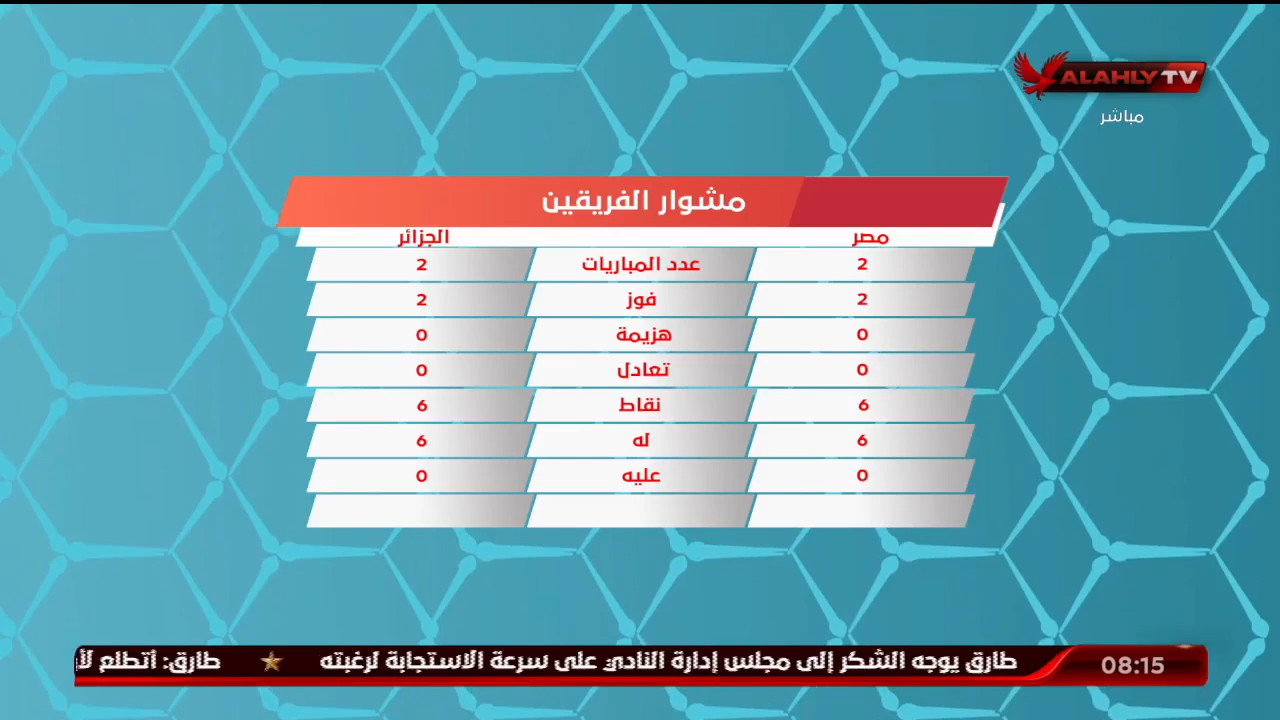 ALAHLY TV
مباشر
مشوار الفريقين
مصر الجزائر
2 عدد المباريات 2
2 فوز 2
0 هزيمة 0
0 تعادل 0
6 نقاط 6
6 له 6
0 عليه 0
08:15 طارق يوجه الشكر إلى مجلس إدارة النادي على سرعة الاستجابة لرغبته طارق: أتطلع